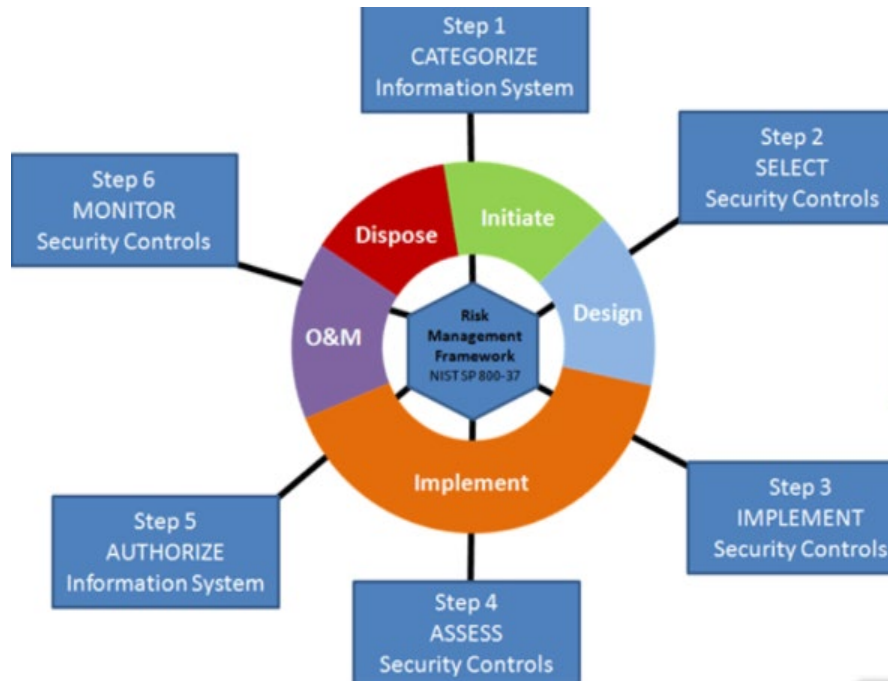 Step 1
CATEGORIZE
Information System
Step 2
SELECT
Security Controls
Step 6
MONITOR
Security Controls
Dispose
Initiate
Design
O&M
Risk
Management
Framework
NIST SP 800-37
Implement
Step 3
IMPLEMENT
Security Controls
Step 5
AUTHORIZE
Information System
Step 4
ASSESS
Security Controls